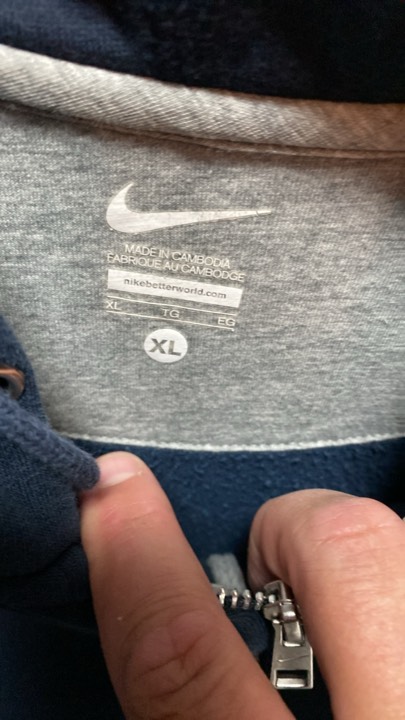 MADE IN CAMBODIA
FABRIQUE AU CAMBODGE
nikebetterworld.com
XL TG EG
XL